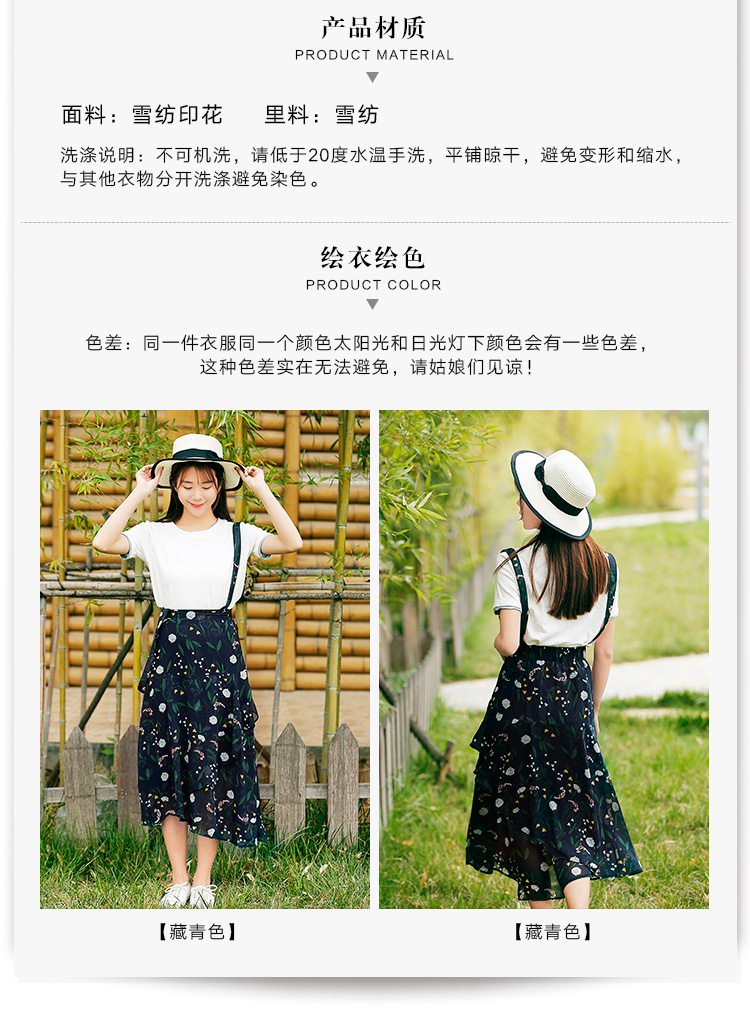 产品材质
PRODUCT MATERIAL
面料：雪纺印花 里料：雪纺
洗涤说明：不可机洗，请低于20度水温手洗，平铺晾干，避免变形和缩水，
与其他衣物分开洗涤避免染色。
绘衣绘色
PRODUCT COLOR
色差：同一件衣服同一个颜色太阳光和日光灯下颜色会有一些色差，
这种色差实在无法避免，请姑娘们见谅！
【藏青色】 【藏青色】